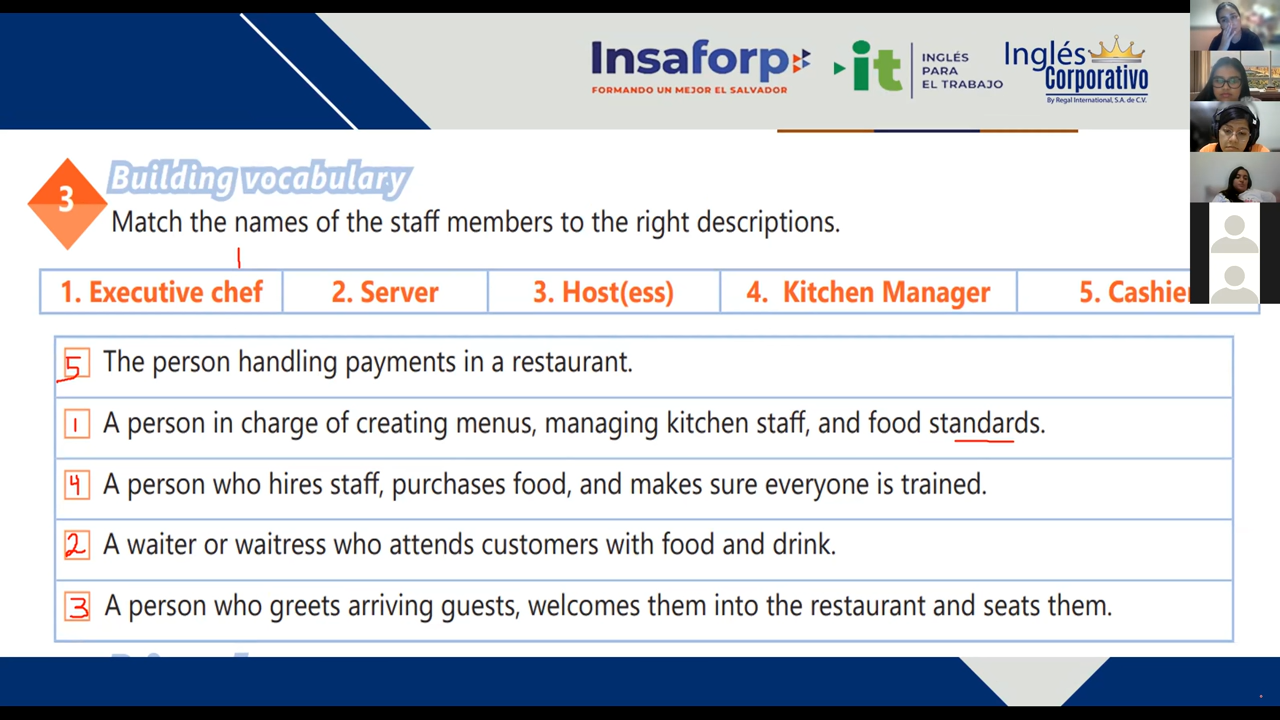 Insaforp
FORMANDO UN MEJOR EL SALVADOR
it
INGLÉS
PARA
EL TRABAJO
Inglés
Corporativo
By Regal International, S.A. de C.V.
3
Building vocabulary
Match the names of the staff members to the right descriptions.
1. Executive chef 2. Server 3. Host(ess) 4. Kitchen Manager 5. Cashier
5 The person handling payments in a restaurant.
1 A person in charge of creating menus, managing kitchen staff, and food standards.
4 A person who hires staff, purchases food, and makes sure everyone is trained.
2 A waiter or waitress who attends customers with food and drink.
3 A person who greets arriving guests, welcomes them into the restaurant and seats them.